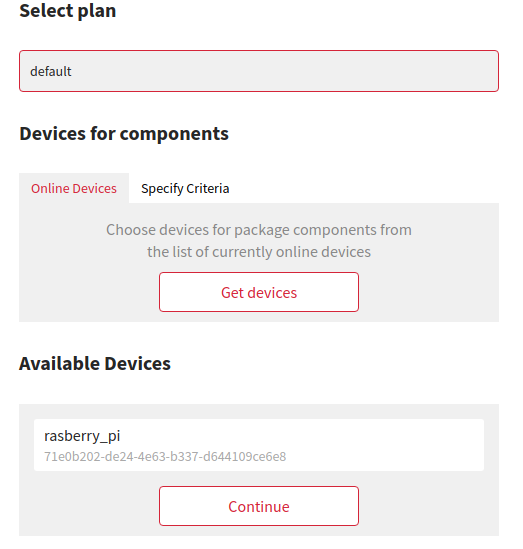 Select plan
default
Devices for components
Online Devices Specify Criteria
Choose devices for package components from
the list of currently online devices
Get devices
Available Devices
rasberry_pi
71e0b202-de24-4e63-b337-d644109ce6e8
Continue